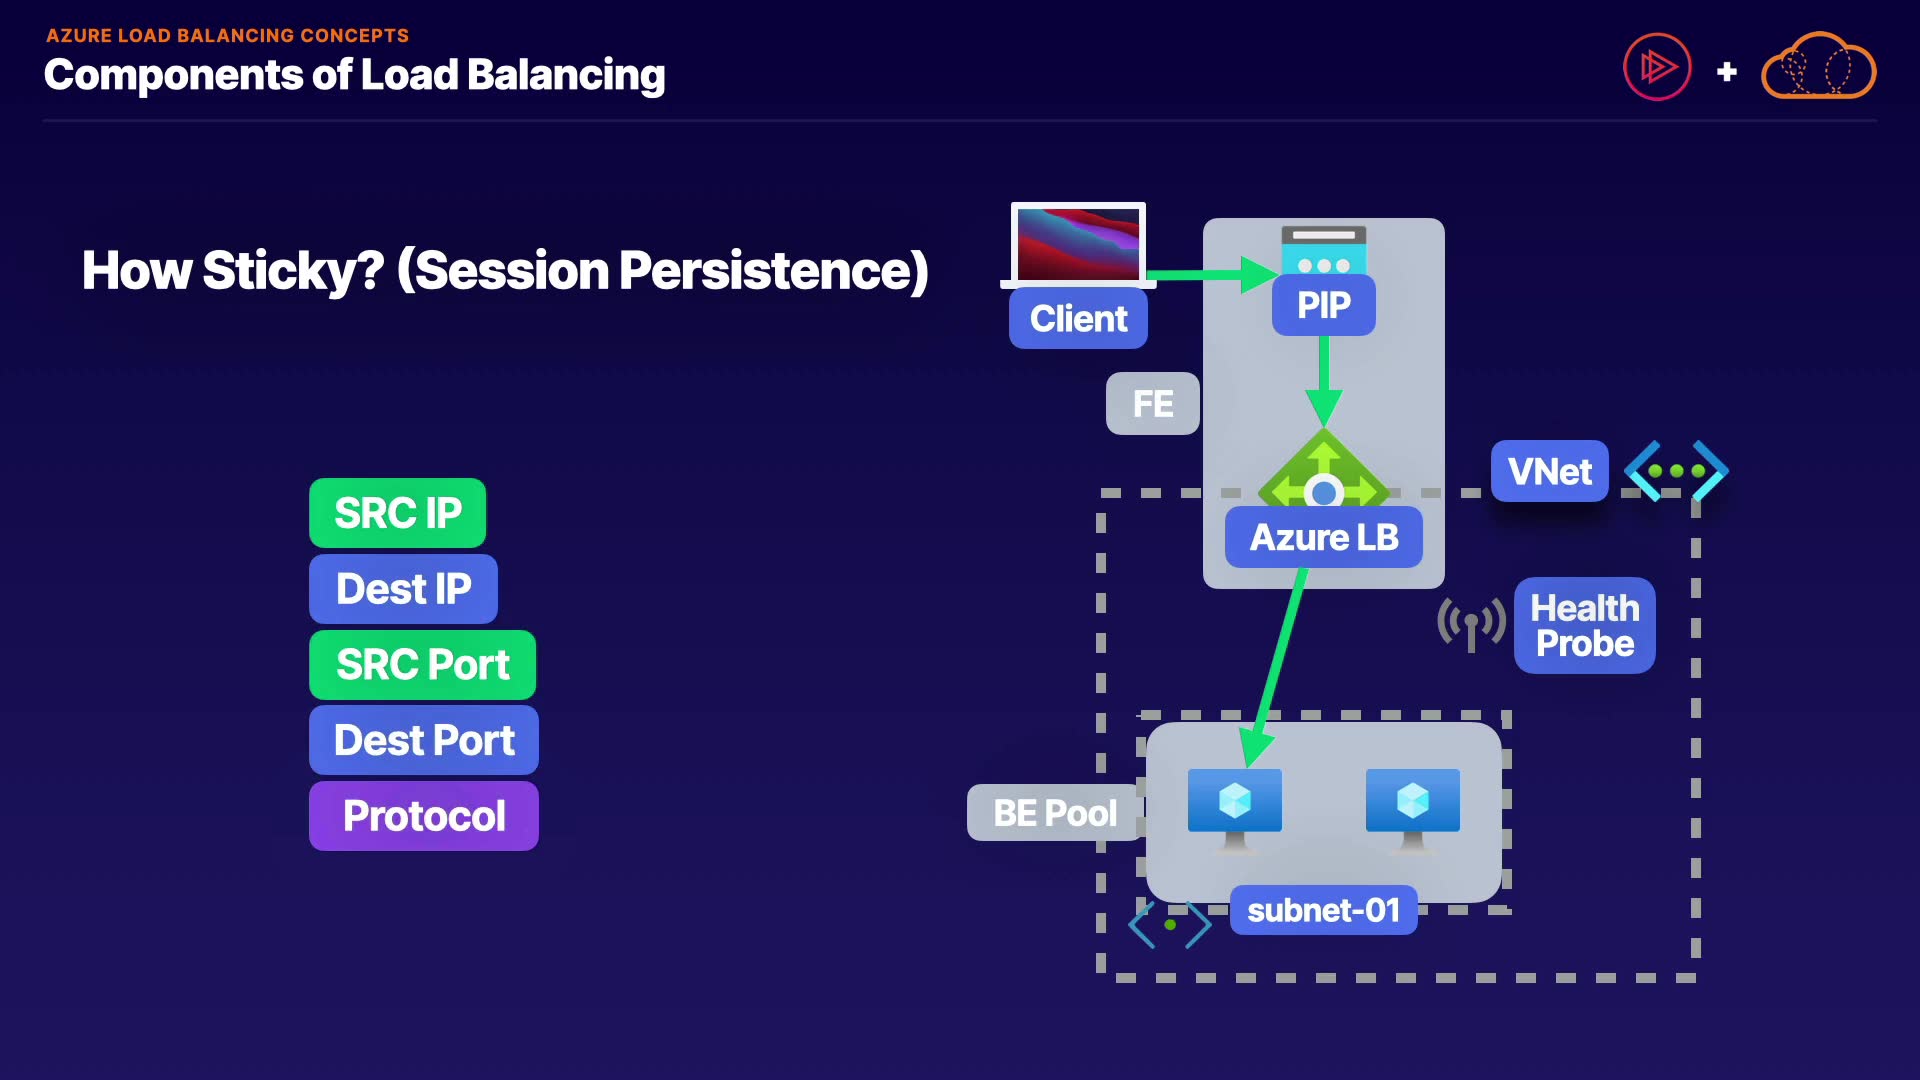 AZURE LOAD BALANCING CONCEPTS
Components of Load Balancing
How Sticky? (Session Persistence)
SRC IP
Dest IP
SRC Port
Dest Port
Protocol
Client
PIP
FE
VNet
Azure LB
Health
Probe
BE Pool
subnet-01